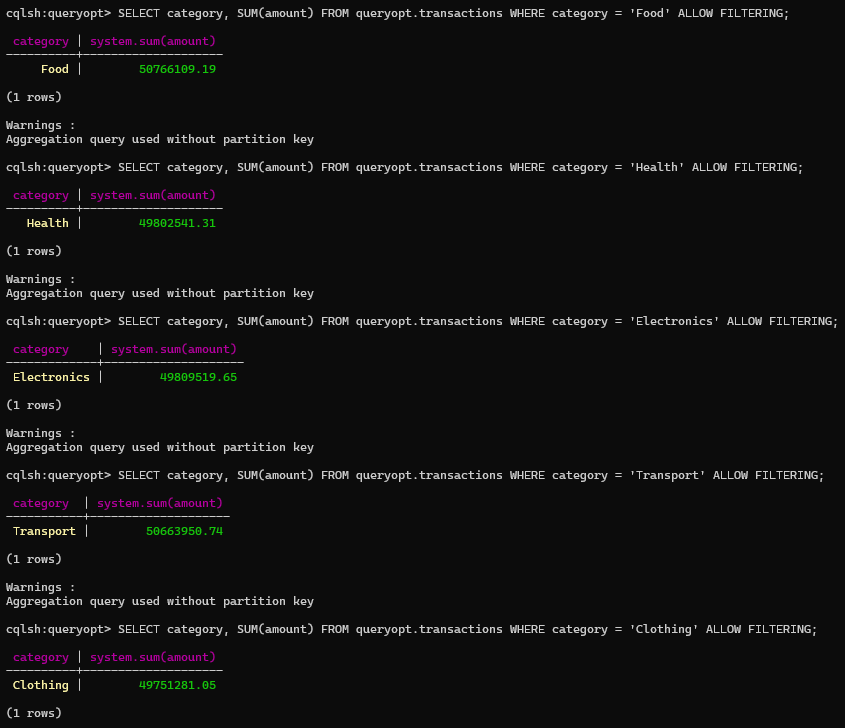 cqlsh:queryopt> SELECT category, SUM(amount) FROM queryopt.transactions WHERE category = 'Food' ALLOW FILTERING;
category | system.sum(amount)
----------+--------------------
Food | 50766109.19
(1 rows)
Warnings :
Aggregation query used without partition key
cqlsh:queryopt> SELECT category, SUM(amount) FROM queryopt.transactions WHERE category = 'Health' ALLOW FILTERING;
category | system.sum(amount)
----------+--------------------
Health | 49802541.31
(1 rows)
Warnings :
Aggregation query used without partition key
cqlsh:queryopt> SELECT category, SUM(amount) FROM queryopt.transactions WHERE category = 'Electronics' ALLOW FILTERING;
category | system.sum(amount)
-------------+--------------------
Electronics | 49809519.65
(1 rows)
Warnings :
Aggregation query used without partition key
cqlsh:queryopt> SELECT category, SUM(amount) FROM queryopt.transactions WHERE category = 'Transport' ALLOW FILTERING;
category | system.sum(amount)
-----------+--------------------
Transport | 50663950.74
(1 rows)
Warnings :
Aggregation query used without partition key
cqlsh:queryopt> SELECT category, SUM(amount) FROM queryopt.transactions WHERE category = 'Clothing' ALLOW FILTERING;
category | system.sum(amount)
----------+--------------------
Clothing | 49751281.05
(1 rows)